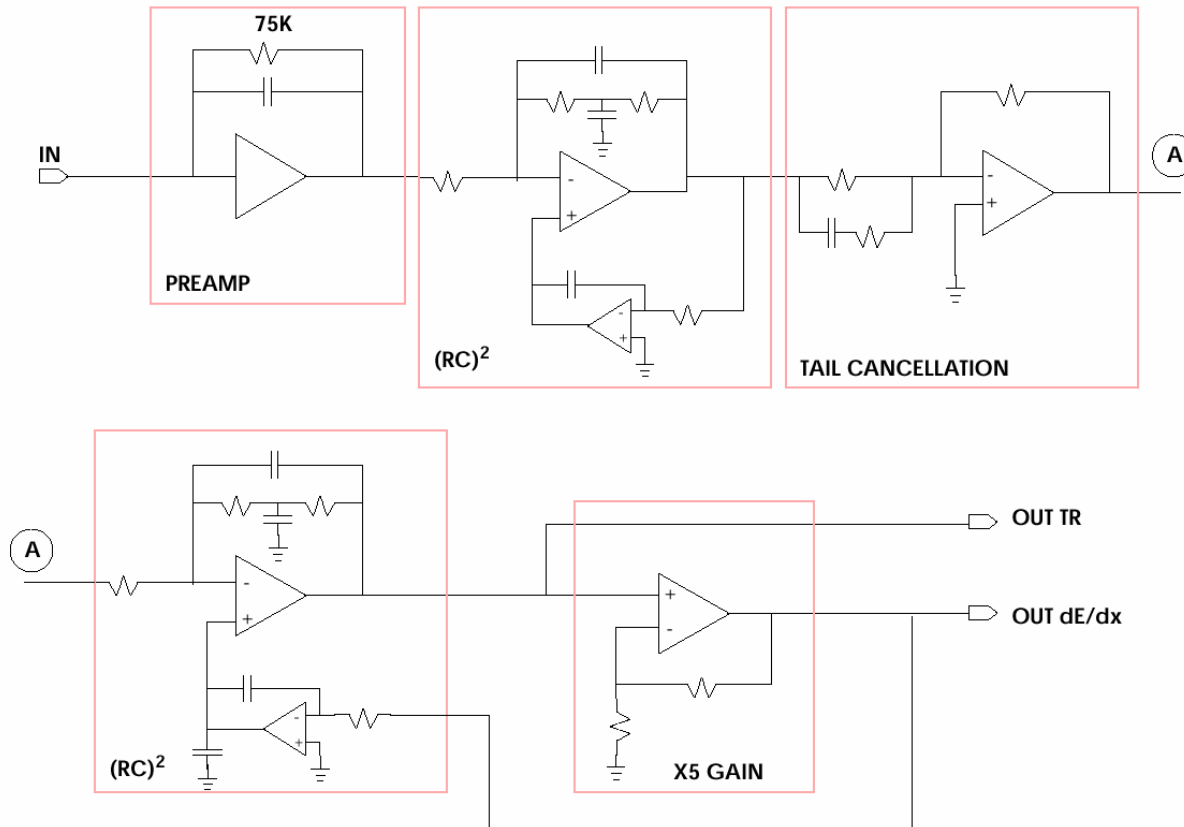 75K
IN
A
-
+
PREAMP
-
+
-
+
(RC)²
TAIL CANCELLATION
A
-
+
-
+
(RC)²
+
-
X5 GAIN
OUT TR
OUT dE/dx